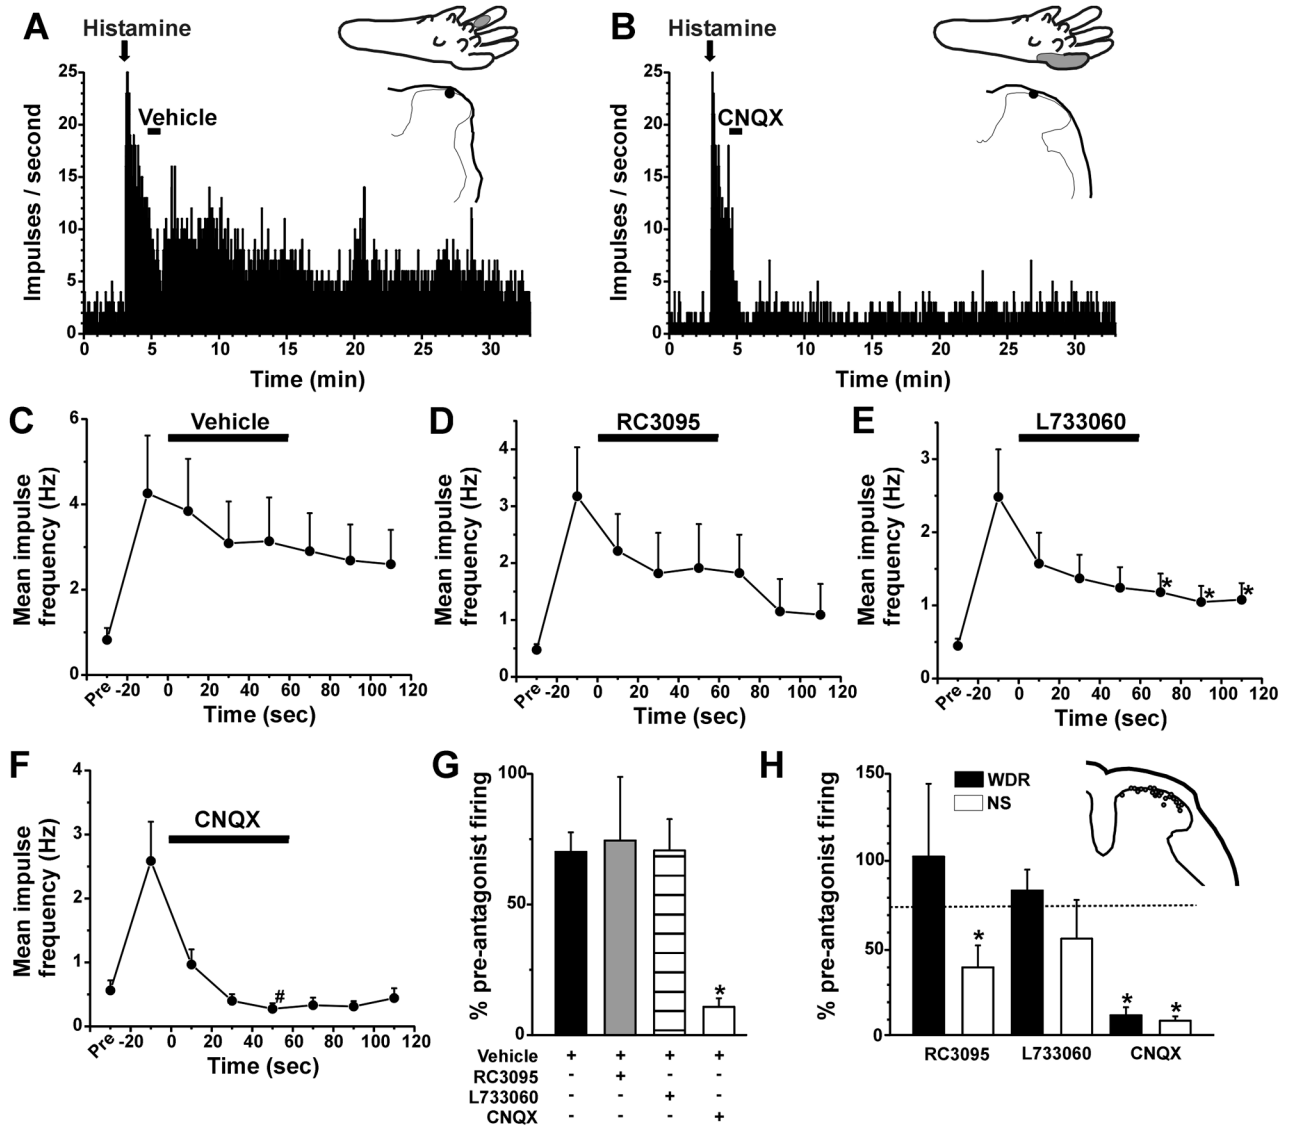 A
Histamine
Vehicle
Impulses / second
25
20
15
10
5
0
0 5 10 15 20 25 30
Time (min)
B
Histamine
CNQX
Impulses / second
25
20
15
10
5
0
0 5 10 15 20 25 30
Time (min)
C
Vehicle
Mean impulse
frequency (Hz)
6
4
2
0
Pre -20 0 20 40 60 80 100 120
Time (sec)
D
RC3095
Mean impulse
frequency (Hz)
4
3
2
1
0
Pre -20 0 20 40 60 80 100 120
Time (sec)
E
L733060
Mean impulse
frequency (Hz)
3
2
1
0
* * *
Pre -20 0 20 40 60 80 100 120
Time (sec)
F
CNQX
Mean impulse
frequency (Hz)
4
3
2
1
0
#
Pre -20 0 20 40 60 80 100 120
Time (sec)
G
% pre-antagonist firing
100
50
0
*
Vehicle + + + +
RC3095 - + - -
L733060 - - + -
CNQX - - - +
H
WDR
NS
% pre-antagonist firing
150
100
50
0
* * *
RC3095 L733060 CNQX